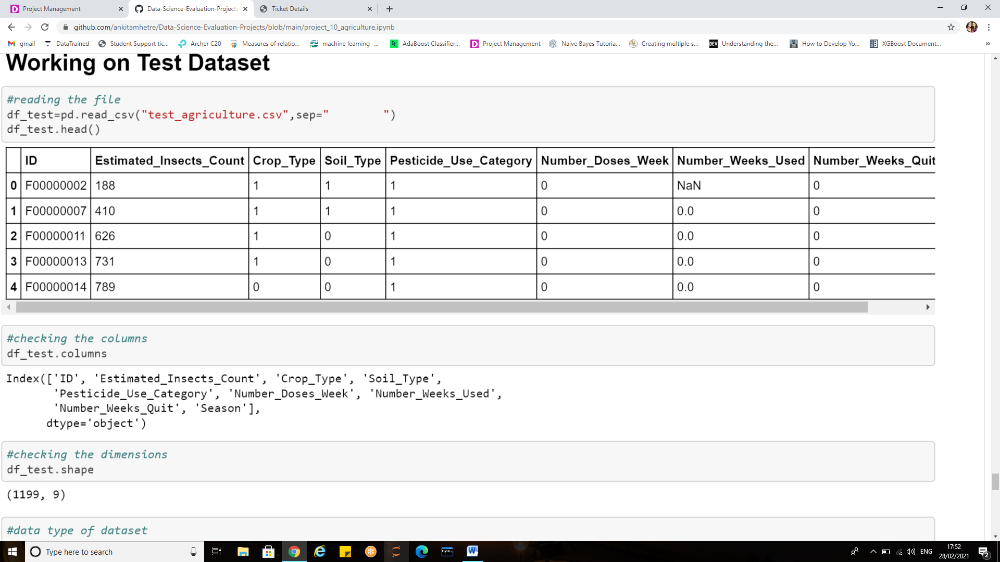 Project Management
Data-Science-Evaluation-Projects
Ticket Details
github.com/ankitamhetre/Data-Science-Evaluation-Projects/blob/main/project_10_agriculture.ipynb
gmail DataTrained Student Support tic... Archer C20 Measures of relatio... machine learning -... AdaBoost Classifier... Project Management Naive Bayes Tutoria... Creating multiple s... DEV Understanding the... How to Develop Yo... XGBoost Document... »
Working on Test Dataset
#reading the file
df_test=pd.read_csv("test_agriculture.csv",sep="        ")
df_test.head()
ID Estimated_Insects_Count Crop_Type Soil_Type Pesticide_Use_Category Number_Doses_Week Number_Weeks_Used Number_Weeks_Quit
0 F00000002 188 1 1 1 0 NaN 0
1 F00000007 410 1 1 1 0 0.0 0
2 F00000011 626 1 0 1 0 0.0 0
3 F00000013 731 1 0 1 0 0.0 0
4 F00000014 789 0 0 1 0 0.0 0
#checking the columns
df_test.columns
Index(['ID', 'Estimated_Insects_Count', 'Crop_Type', 'Soil_Type',
'Pesticide_Use_Category', 'Number_Doses_Week', 'Number_Weeks_Used',
'Number_Weeks_Quit', 'Season'],
dtype='object')
#checking the dimensions
df_test.shape
(1199, 9)
#data type of dataset
Type here to search
MySQL
ENG
17:52
28/02/2021
2